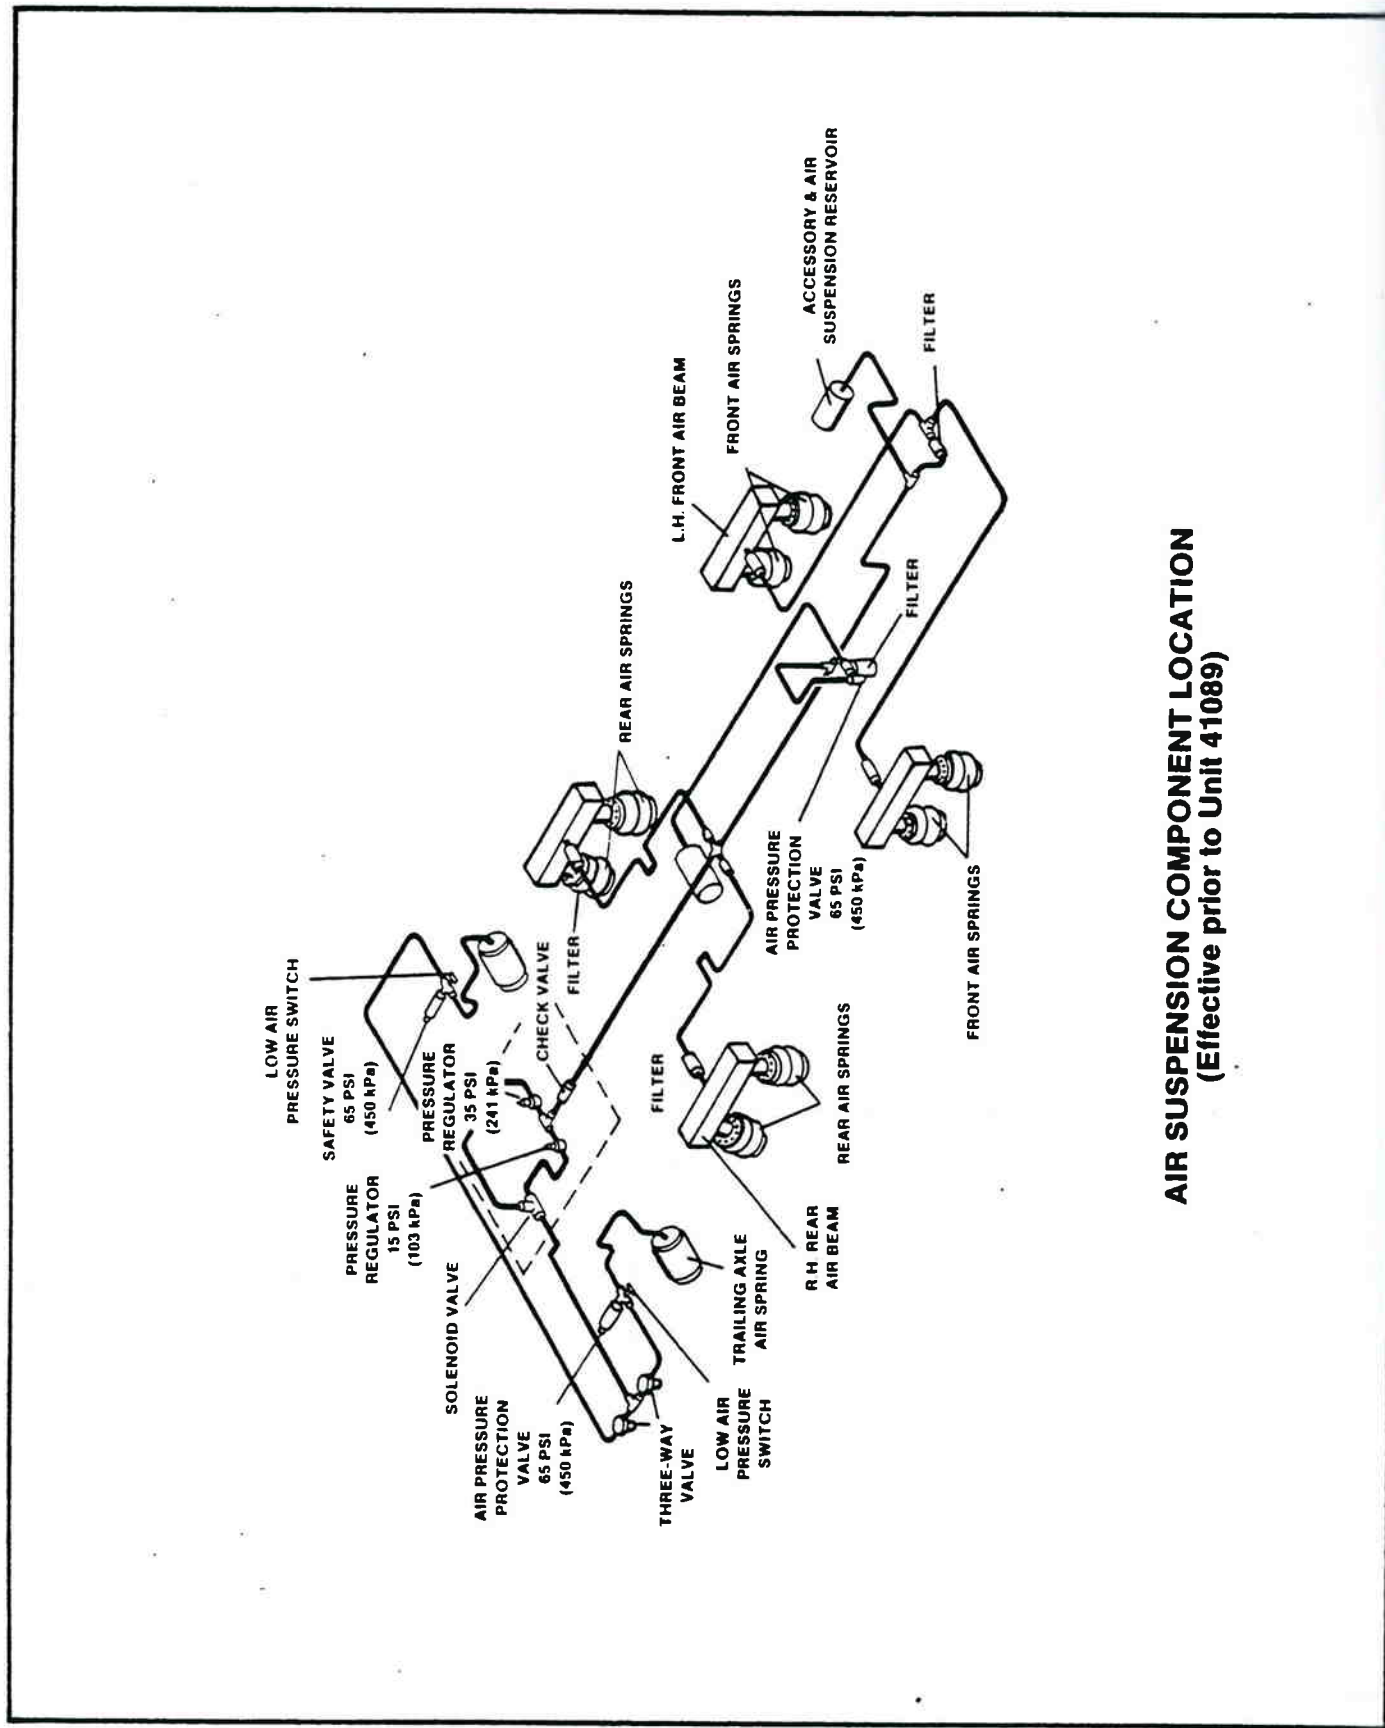 LOW AIR
PRESSURE SWITCH
SAFETY VALVE
65 PSI
(450 kPa)
PRESSURE
REGULATOR
35 PSI
(241 kPa)
PRESSURE
REGULATOR
15 PSI
(103 kPa)
SOLENOID VALVE
AIR PRESSURE
PROTECTION
VALVE
65 PSI
(450 kPa)
THREE-WAY
VALVE
LOW AIR
PRESSURE
SWITCH
TRAILING AXLE
AIR SPRING
CHECK VALVE
FILTER
REAR AIR SPRINGS
L.H. FRONT AIR BEAM
FRONT AIR SPRINGS
ACCESSORY & AIR
SUSPENSION RESERVOIR
FILTER
FILTER
FILTER
R.H. REAR
AIR BEAM
REAR AIR SPRINGS
AIR PRESSURE
PROTECTION
VALVE
65 PSI
(450 kPa)
FRONT AIR SPRINGS
AIR SUSPENSION COMPONENT LOCATION
(Effective prior to Unit 41089)